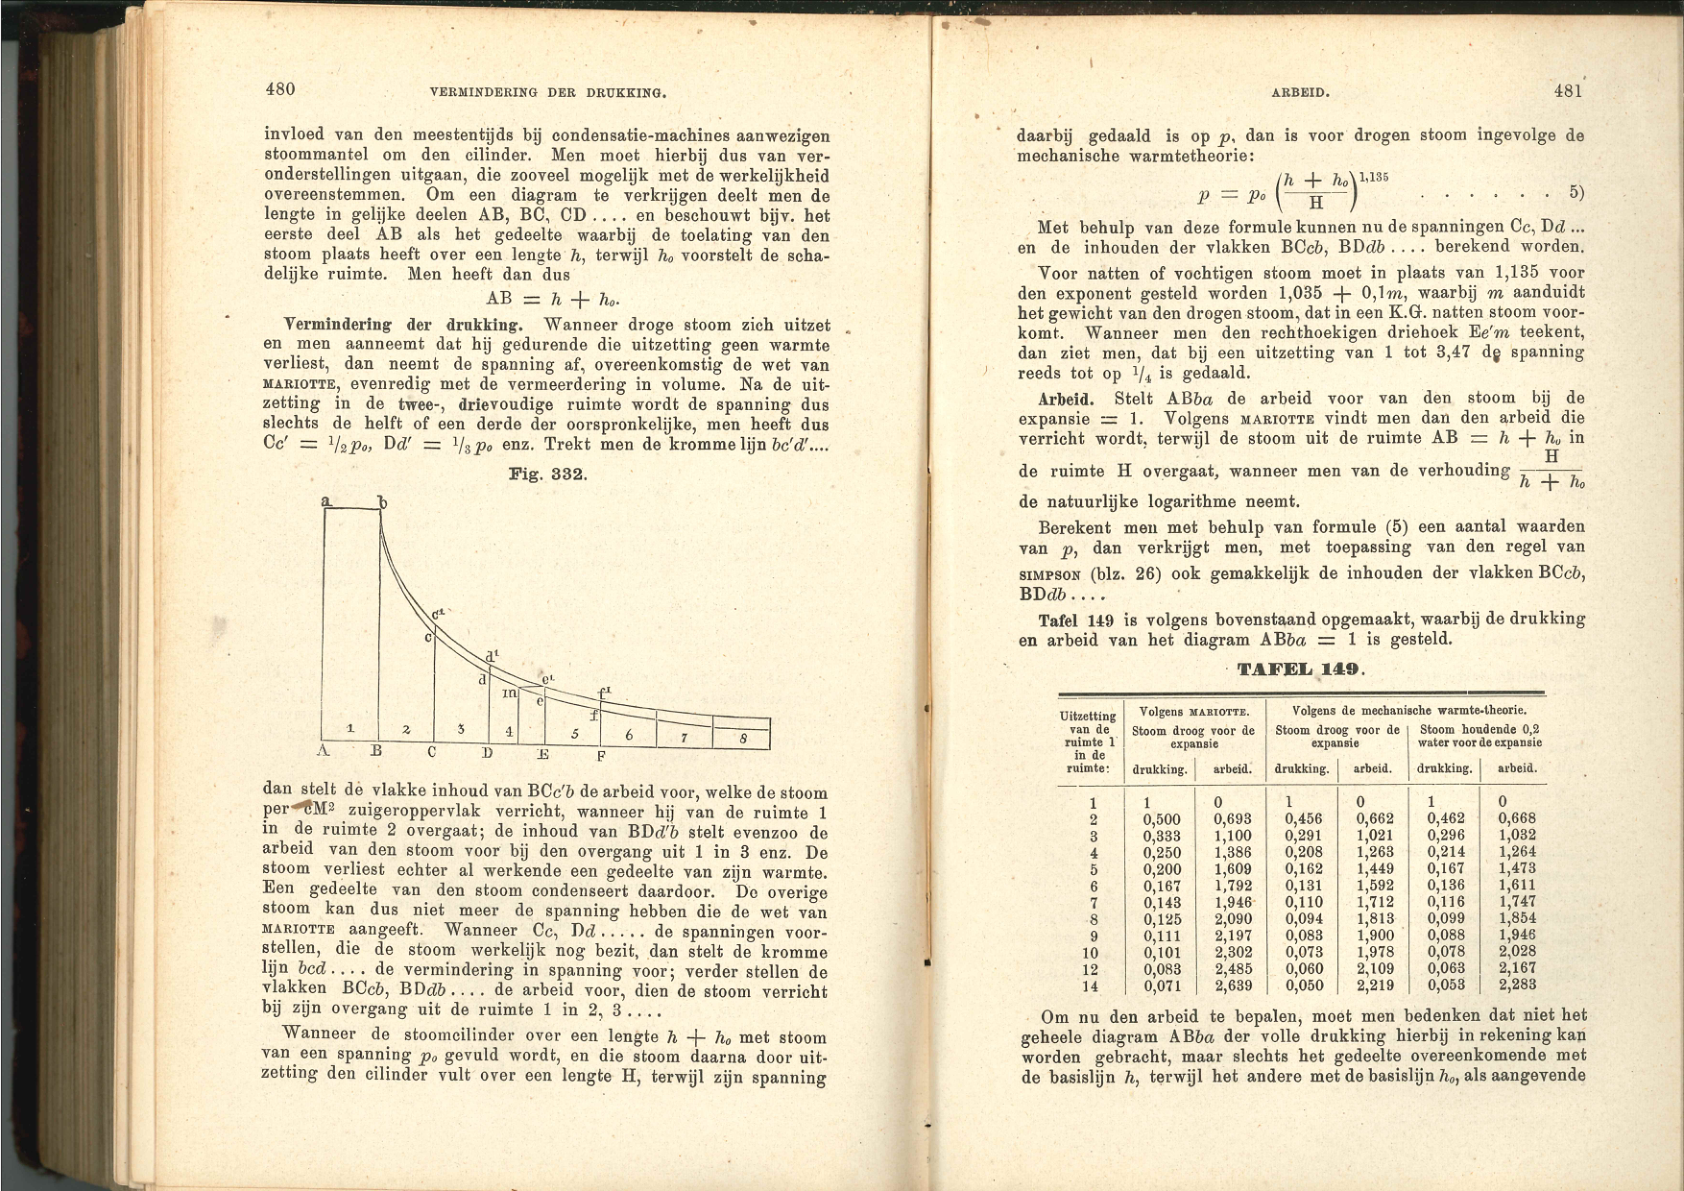 480 VERMINDERING DER DRUKKING.
invloed van den meestentijds bij condensatie-machines aanwezigen
stoommantel om den cilinder. Men moet hierbij dus van ver-
onderstellingen uitgaan, die zooveel mogelijk met de werkelijkheid
overeenstemmen. Om een diagram te verkrijgen deelt men de
lengte in gelijke deelen AB, BC, CD .... en beschouwt bijv. het
eerste deel AB als het gedeelte waarbij de toelating van den
stoom plaats heeft over een lengte h, terwijl h₀ voorstelt de scha-
delijke ruimte. Men heeft dan dus
AB = h + h₀.
Vermindering der drukking. Wanneer droge stoom zich uitzet
en men aanneemt dat hij gedurende die uitzetting geen warmte
verliest, dan neemt de spanning af, overeenkomstig de wet van
MARIOTTE, evenredig met de vermeerdering in volume. Na de uit-
zetting in de twee-, drievoudige ruimte wordt de spanning dus
slechts de helft of een derde der oorspronkelijke, men heeft dus
Cc' = 1/2 p₀, Dd' = 1/3 p₀ enz. Trekt men de kromme lijn bc'd'....
Fig. 332.
a b
c¹
c
d¹
d
m e¹
e
f¹
f
1 2 3 4 5 6 7 8
A B C D E F
dan stelt de vlakke inhoud van BCc'b de arbeid voor, welke de stoom
per cM² zuigeroppervlak verricht, wanneer hij van de ruimte 1
in de ruimte 2 overgaat; de inhoud van BDd'b stelt evenzoo de
arbeid van den stoom voor bij den overgang uit 1 in 3 enz. De
stoom verliest echter al werkende een gedeelte van zijn warmte.
Een gedeelte van den stoom condenseert daardoor. De overige
stoom kan dus niet meer de spanning hebben die de wet van
MARIOTTE aangeeft. Wanneer Cc, Dd ..... de spanningen voor-
stellen, die de stoom werkelijk nog bezit, dan stelt de kromme
lijn bcd .... de vermindering in spanning voor; verder stellen de
vlakken BCcb, BDdb .... de arbeid voor, dien de stoom verricht
bij zijn overgang uit de ruimte 1 in 2, 3 ....
Wanneer de stoomcilinder over een lengte h + h₀ met stoom
van een spanning p₀ gevuld wordt, en die stoom daarna door uit-
zetting den cilinder vult over een lengte H, terwijl zijn spanning
ARBEID. 481
daarbij gedaald is op p, dan is voor drogen stoom ingevolge de
mechanische warmtetheorie:
p = p₀ ((h + h₀)/H)^1,135 . . . . . . 5)
Met behulp van deze formule kunnen nu de spanningen Cc, Dd ...
en de inhouden der vlakken BCcb, BDdb .... berekend worden.
Voor natten of vochtigen stoom moet in plaats van 1,135 voor
den exponent gesteld worden 1,035 + 0,1m, waarbij m aanduidt
het gewicht van den drogen stoom, dat in een K.G. natten stoom voor-
komt. Wanneer men den rechthoekigen driehoek Ee'm teekent,
dan ziet men, dat bij een uitzetting van 1 tot 3,47 de spanning
reeds tot op 1/4 is gedaald.
Arbeid. Stelt ABba de arbeid voor van den stoom bij de
expansie = 1. Volgens MARIOTTE vindt men dan den arbeid die
verricht wordt, terwijl de stoom uit de ruimte AB = h + h₀ in
de ruimte H overgaat, wanneer men van de verhouding H/(h + h₀)
de natuurlijke logarithme neemt.
Berekent men met behulp van formule (5) een aantal waarden
van p, dan verkrijgt men, met toepassing van den regel van
SIMPSON (blz. 26) ook gemakkelijk de inhouden der vlakken BCcb,
BDdb ....
Tafel 149 is volgens bovenstaand opgemaakt, waarbij de drukking
en arbeid van het diagram ABba = 1 is gesteld.
TAFEL 149.
Uitzetting van de ruimte 1 in de ruimte: Volgens MARIOTTE. Volgens de mechanische warmte-theorie.
Stoom droog voor de expansie Stoom droog voor de expansie Stoom houdende 0,2 water voor de expansie
drukking. arbeid. drukking. arbeid. drukking. arbeid.
1 1 0 1 0 1 0
2 0,500 0,693 0,456 0,662 0,462 0,668
3 0,333 1,100 0,291 1,021 0,296 1,032
4 0,250 1,386 0,208 1,263 0,214 1,264
5 0,200 1,609 0,162 1,449 0,167 1,473
6 0,167 1,792 0,131 1,592 0,136 1,611
7 0,143 1,946 0,110 1,712 0,116 1,747
8 0,125 2,090 0,094 1,813 0,099 1,854
9 0,111 2,197 0,083 1,900 0,088 1,946
10 0,101 2,302 0,073 1,978 0,078 2,028
12 0,083 2,485 0,060 2,109 0,063 2,167
14 0,071 2,639 0,050 2,219 0,053 2,283
Om nu den arbeid te bepalen, moet men bedenken dat niet het
geheele diagram ABba der volle drukking hierbij in rekening kan
worden gebracht, maar slechts het gedeelte overeenkomende met
de basislijn h, terwijl het andere met de basislijn h₀, als aangevende